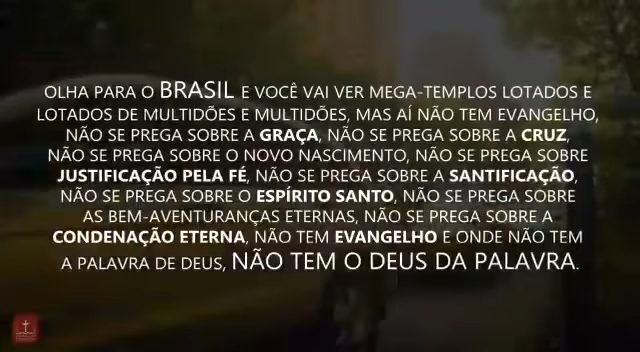 OLHA PARA O BRASIL E VOCÊ VAI VER MEGA-TEMPLOS LOTADOS E
LOTADOS DE MULTIDÕES E MULTIDÕES, MAS AÍ NÃO TEM EVANGELHO,
NÃO SE PREGA SOBRE A GRAÇA, NÃO SE PREGA SOBRE A CRUZ,
NÃO SE PREGA SOBRE O NOVO NASCIMENTO, NÃO SE PREGA SOBRE
JUSTIFICAÇÃO PELA FÉ, NÃO SE PREGA SOBRE A SANTIFICAÇÃO,
NÃO SE PREGA SOBRE O ESPÍRITO SANTO, NÃO SE PREGA SOBRE
AS BEM-AVENTURANÇAS ETERNAS, NÃO SE PREGA SOBRE A
CONDENAÇÃO ETERNA, NÃO TEM EVANGELHO E ONDE NÃO TEM
A PALAVRA DE DEUS, NÃO TEM O DEUS DA PALAVRA.